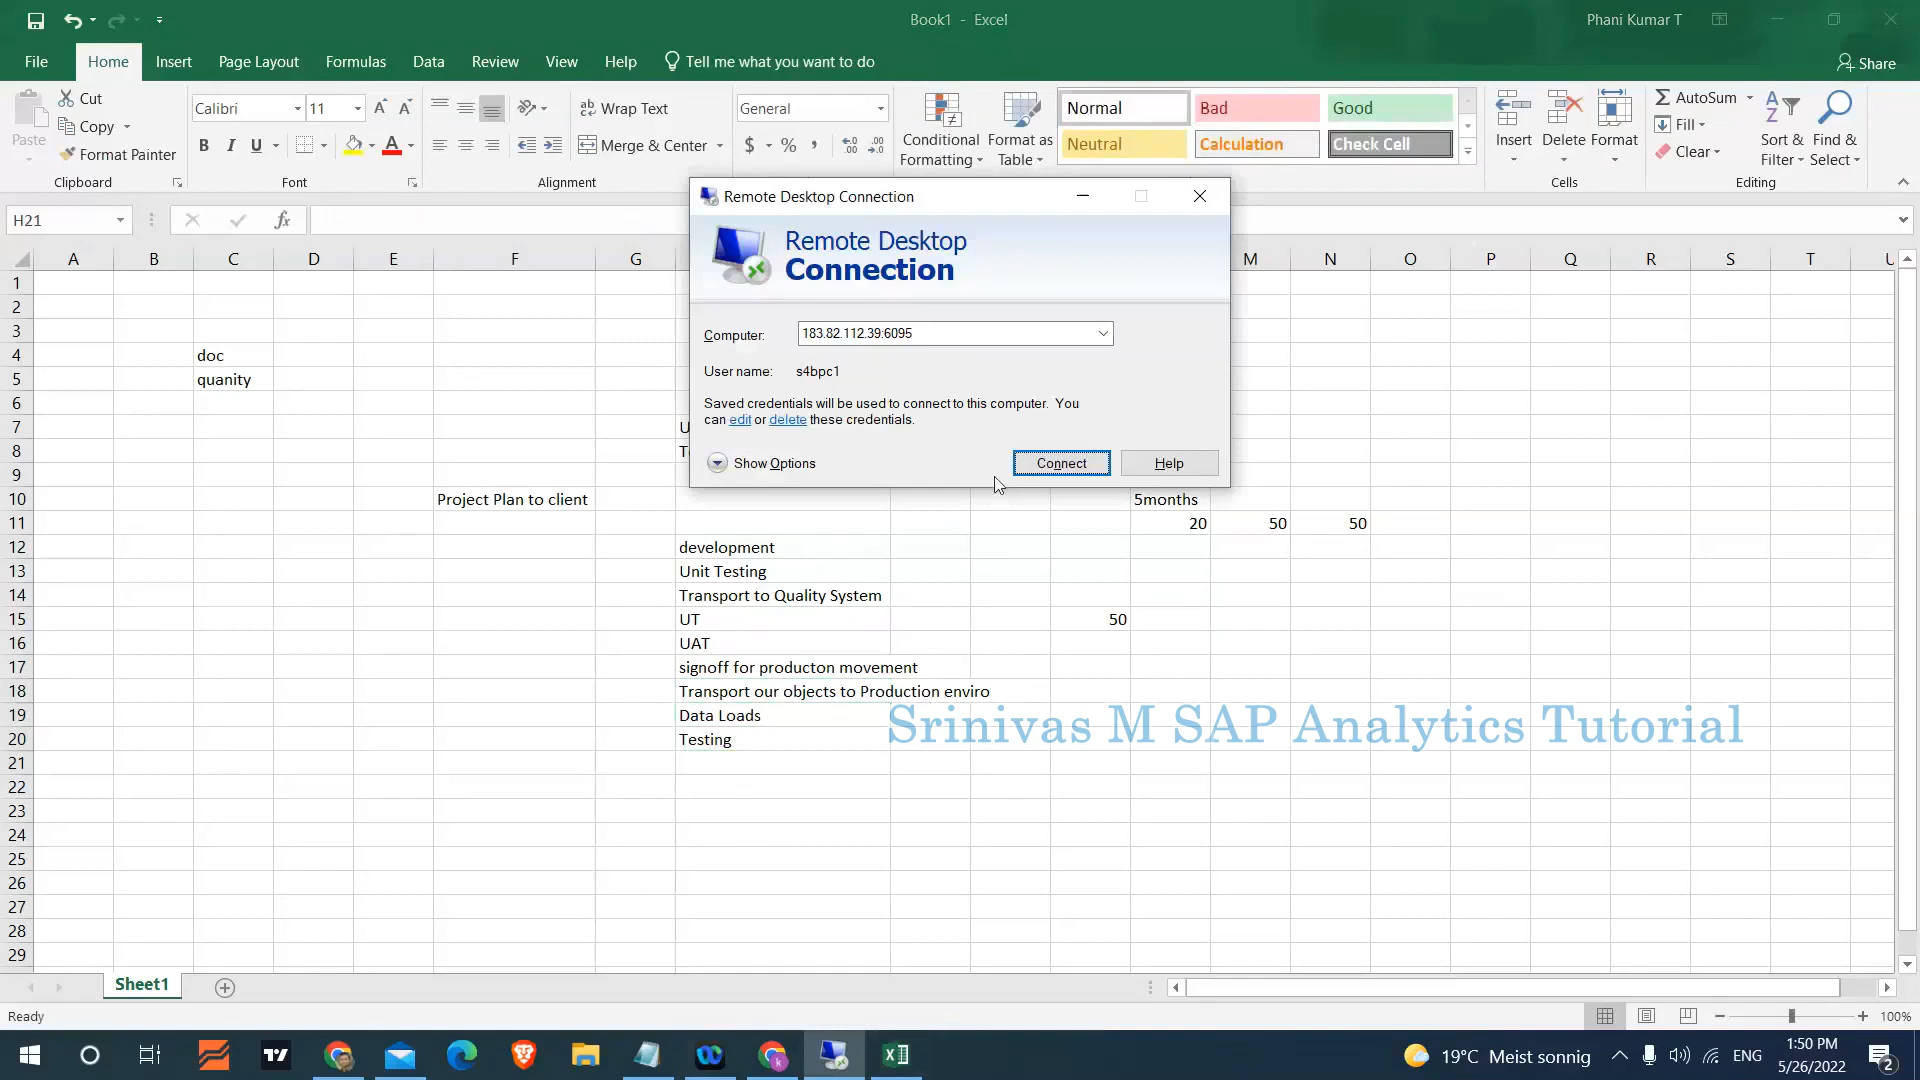 Book1 - Excel
Phani Kumar T
File Home Insert Page Layout Formulas Data Review View Help Tell me what you want to do
Share
Paste
Cut
Copy
Format Painter
Clipboard
Calibri 11
B I U
Font
Wrap Text
Merge & Center
Alignment
General
$ % ,
Conditional Formatting
Format as Table
Normal Bad Good
Neutral Calculation Check Cell
Insert Delete Format
Cells
AutoSum
Fill
Clear
Sort & Filter
Find & Select
Editing
H21
fx
Remote Desktop Connection
Remote Desktop
Connection
Computer: 183.82.112.39:6095
User name: s4bpc1
Saved credentials will be used to connect to this computer. You
can edit or delete these credentials.
Show Options
Connect
Help
A B C D E F G M N O P Q R S T U
1
2
3
4 doc
5 quanity
6
7 U
8
9
10 Project Plan to client 5months
11 20 50 50
12 development
13 Unit Testing
14 Transport to Quality System
15 UT 50
16 UAT
17 signoff for producton movement
18 Transport our objects to Production enviro
19 Data Loads
20 Testing
Srinivas M SAP Analytics Tutorial
21
22
23
24
25
26
27
28
29
Sheet1
Ready
100%
19°C Meist sonnig
ENG
1:50 PM
5/26/2022
2